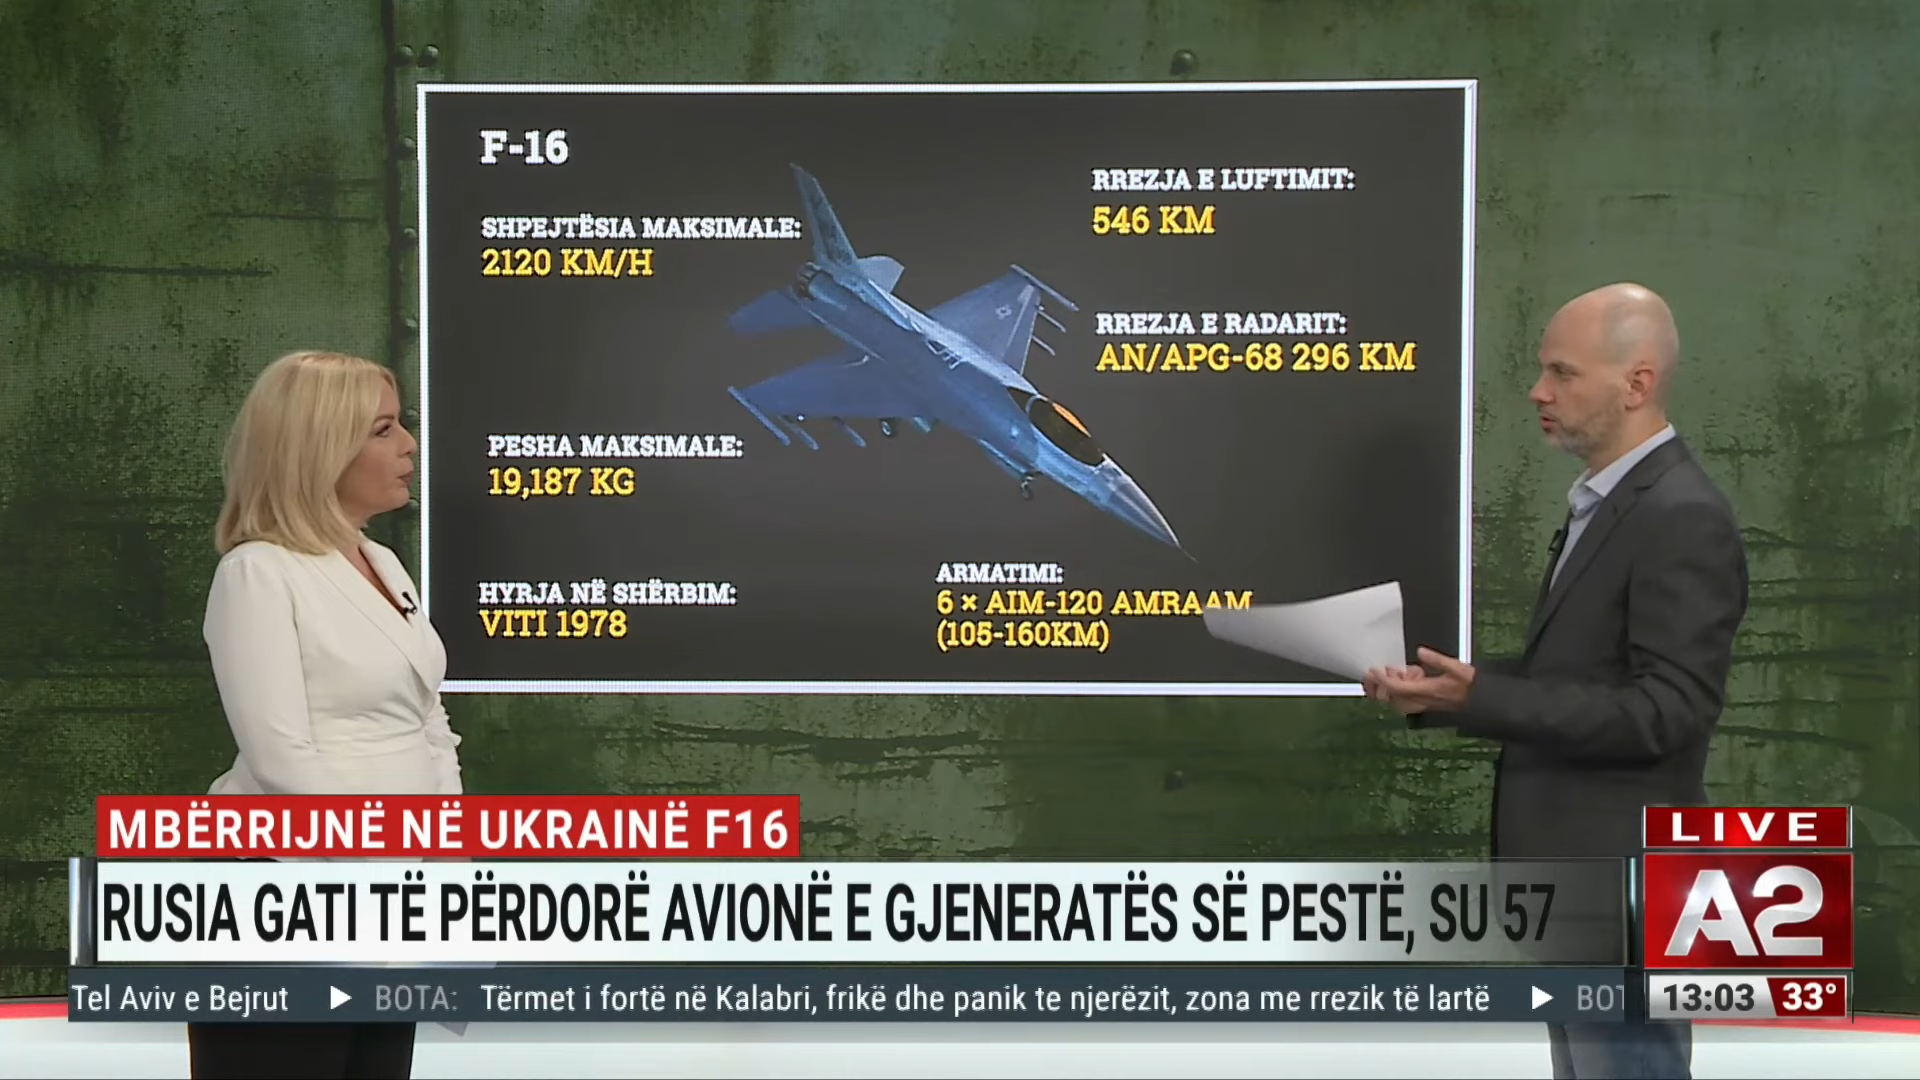 F-16
SHPEJTËSIA MAKSIMALE:
2120 KM/H
RREZJA E LUFTIMIT:
546 KM
RREZJA E RADARIT:
AN/APG-68 296 KM
PESHA MAKSIMALE:
19,187 KG
HYRJA NË SHËRBIM:
VITI 1978
ARMATIMI:
6 × AIM-120 AMRAAM
(105-160KM)
MBËRRIJNË NË UKRAINË F16
RUSIA GATI TË PËRDORË AVIONË E GJENERATËS SË PESTË, SU 57
LIVE
A2
Tel Aviv e Bejrut ▶ BOTA: Tërmet i fortë në Kalabri, frikë dhe panik te njerëzit, zona me rrezik të lartë ▶
13:03 33°